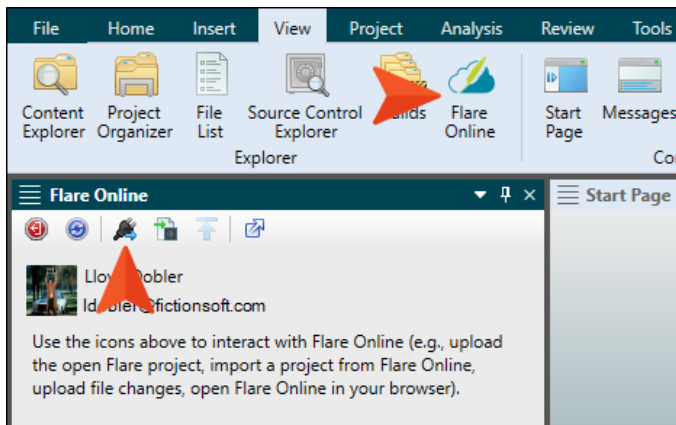 File Home Insert View Project Analysis Review Tools
Content Explorer
Project Organizer
File List
Source Control Explorer
Flare Online
Start Page
Messages
Explorer
Flare Online
Start Page
Use the icons above to interact with Flare Online (e.g., upload
the open Flare project, import a project from Flare Online,
upload file changes, open Flare Online in your browser).